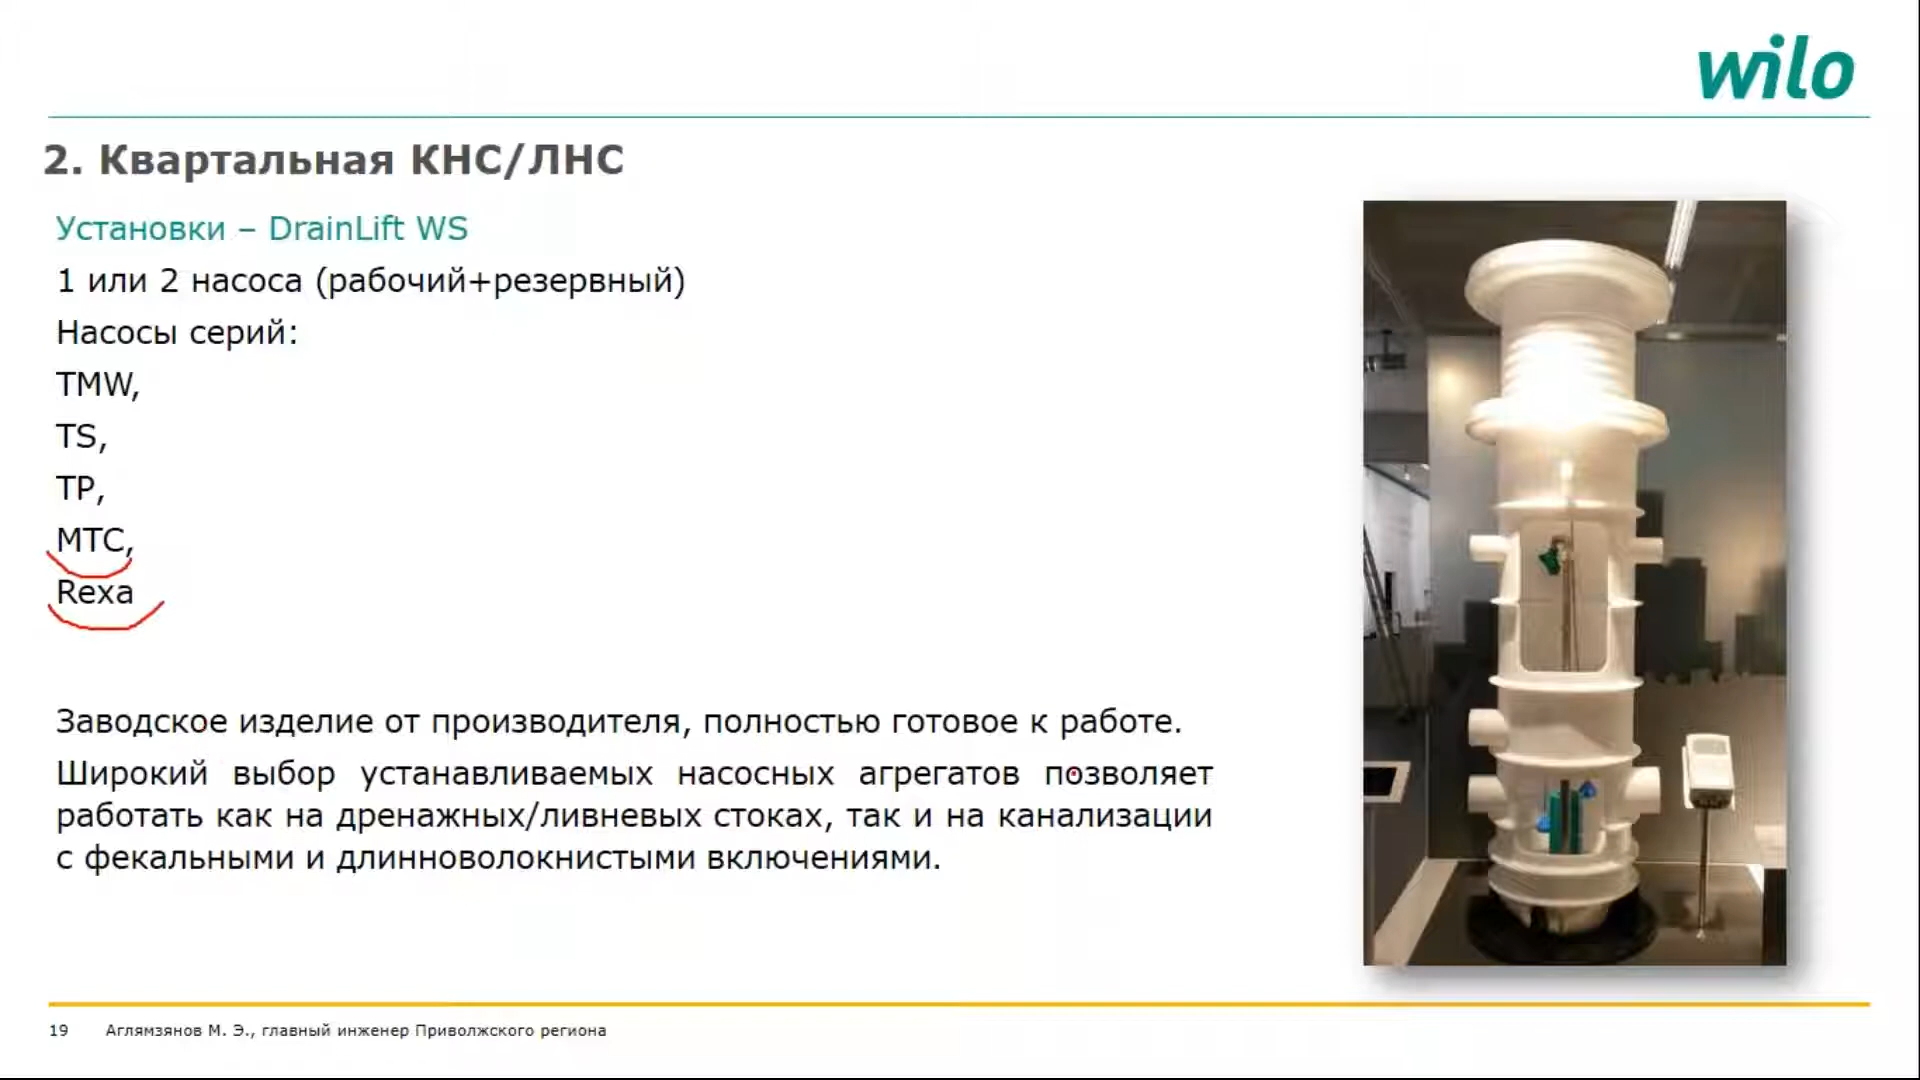 wilo
2. Квартальная КНС/ЛНС
Установки – DrainLift WS
1 или 2 насоса (рабочий+резервный)
Насосы серий:
TMW,
TS,
TP,
MTC,
Rexa
Заводское изделие от производителя, полностью готовое к работе.
Широкий выбор устанавливаемых насосных агрегатов позволяет
работать как на дренажных/ливневых стоках, так и на канализации
с фекальными и длинноволокнистыми включениями.
19 Аглямзянов М. Э., главный инженер Приволжского региона